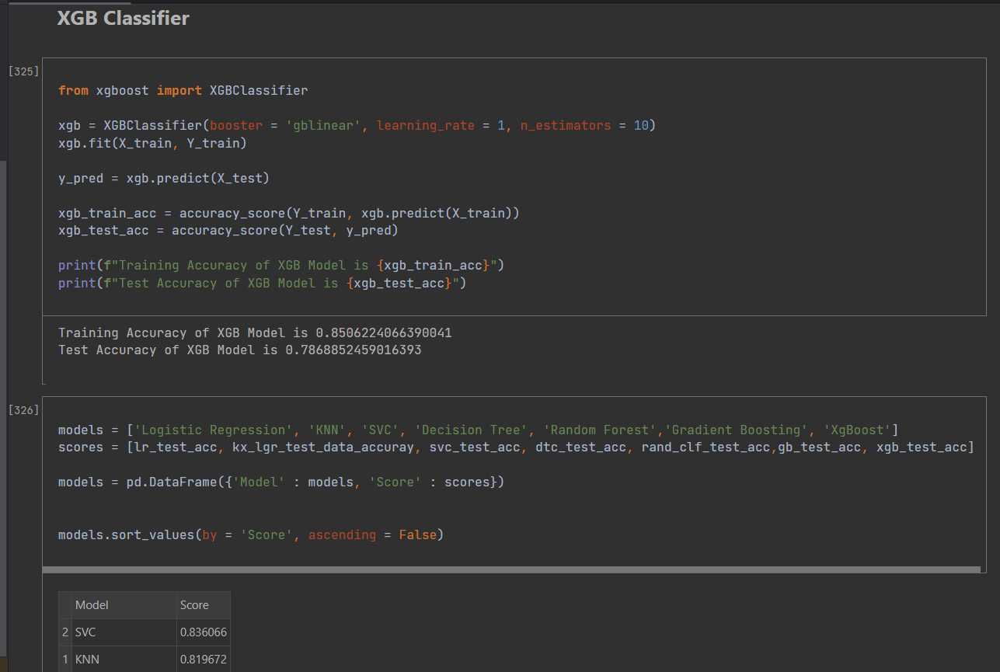 XGB Classifier
[325]
from xgboost import XGBClassifier
xgb = XGBClassifier(booster = 'gblinear', learning_rate = 1, n_estimators = 10)
xgb.fit(X_train, Y_train)
y_pred = xgb.predict(X_test)
xgb_train_acc = accuracy_score(Y_train, xgb.predict(X_train))
xgb_test_acc = accuracy_score(Y_test, y_pred)
print(f"Training Accuracy of XGB Model is {xgb_train_acc}")
print(f"Test Accuracy of XGB Model is {xgb_test_acc}")
Training Accuracy of XGB Model is 0.8506224066390041
Test Accuracy of XGB Model is 0.7868852459016393
[326]
models = ['Logistic Regression', 'KNN', 'SVC', 'Decision Tree', 'Random Forest','Gradient Boosting', 'XgBoost']
scores = [lr_test_acc, kx_lgr_test_data_accuray, svc_test_acc, dtc_test_acc, rand_clf_test_acc,gb_test_acc, xgb_test_acc]
models = pd.DataFrame({'Model' : models, 'Score' : scores})
models.sort_values(by = 'Score', ascending = False)
Model Score
2 SVC 0.836066
1 KNN 0.819672